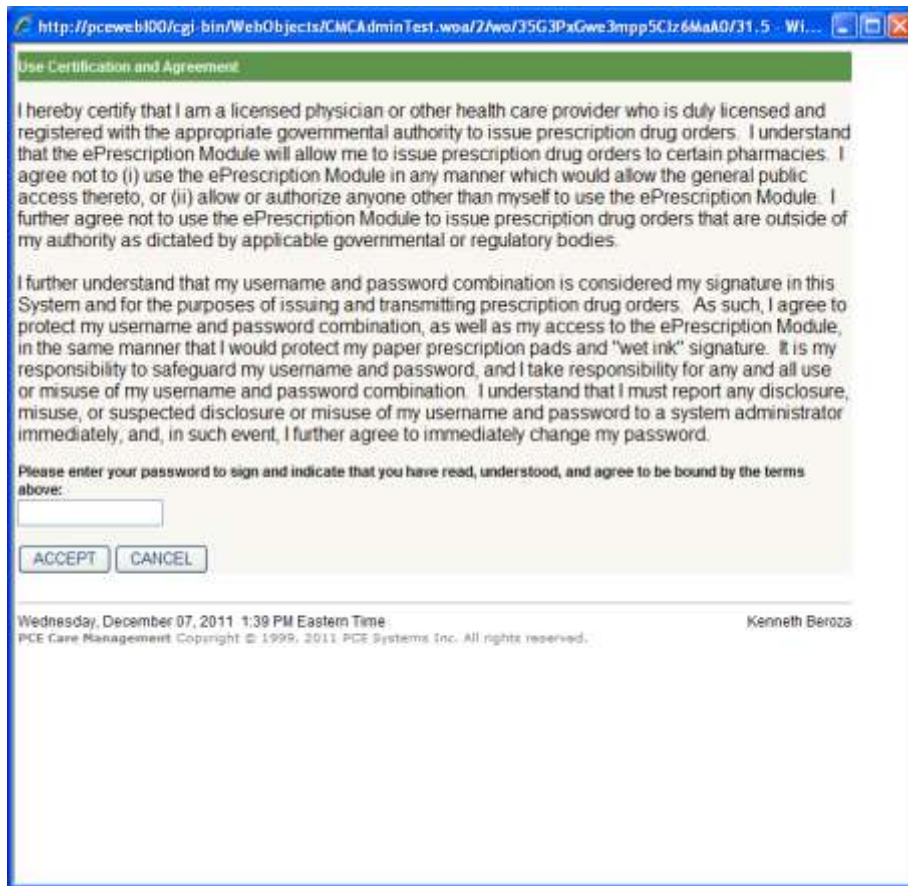 http://pceweb100/cgi-bin/WebObjects/CMCAdminTest.woa/2/wo/35G3PxGwe3mpp5CIz6MaA0/31.5 - Wi...
Use Certification and Agreement
I hereby certify that I am a licensed physician or other health care provider who is duly licensed and
registered with the appropriate governmental authority to issue prescription drug orders. I understand
that the ePrescription Module will allow me to issue prescription drug orders to certain pharmacies. I
agree not to (i) use the ePrescription Module in any manner which would allow the general public
access thereto, or (ii) allow or authorize anyone other than myself to use the ePrescription Module. I
further agree not to use the ePrescription Module to issue prescription drug orders that are outside of
my authority as dictated by applicable governmental or regulatory bodies.
I further understand that my username and password combination is considered my signature in this
System and for the purposes of issuing and transmitting prescription drug orders. As such, I agree to
protect my username and password combination, as well as my access to the ePrescription Module,
in the same manner that I would protect my paper prescription pads and "wet ink" signature. It is my
responsibility to safeguard my username and password, and I take responsibility for any and all use
or misuse of my username and password combination. I understand that I must report any disclosure,
misuse, or suspected disclosure or misuse of my username and password to a system administrator
immediately, and, in such event, I further agree to immediately change my password.
Please enter your password to sign and indicate that you have read, understood, and agree to be bound by the terms
above:
ACCEPT CANCEL
Wednesday, December 07, 2011 1:39 PM Eastern Time Kenneth Beroza
PCE Care Management Copyright © 1999, 2011 PCE Systems Inc. All rights reserved.